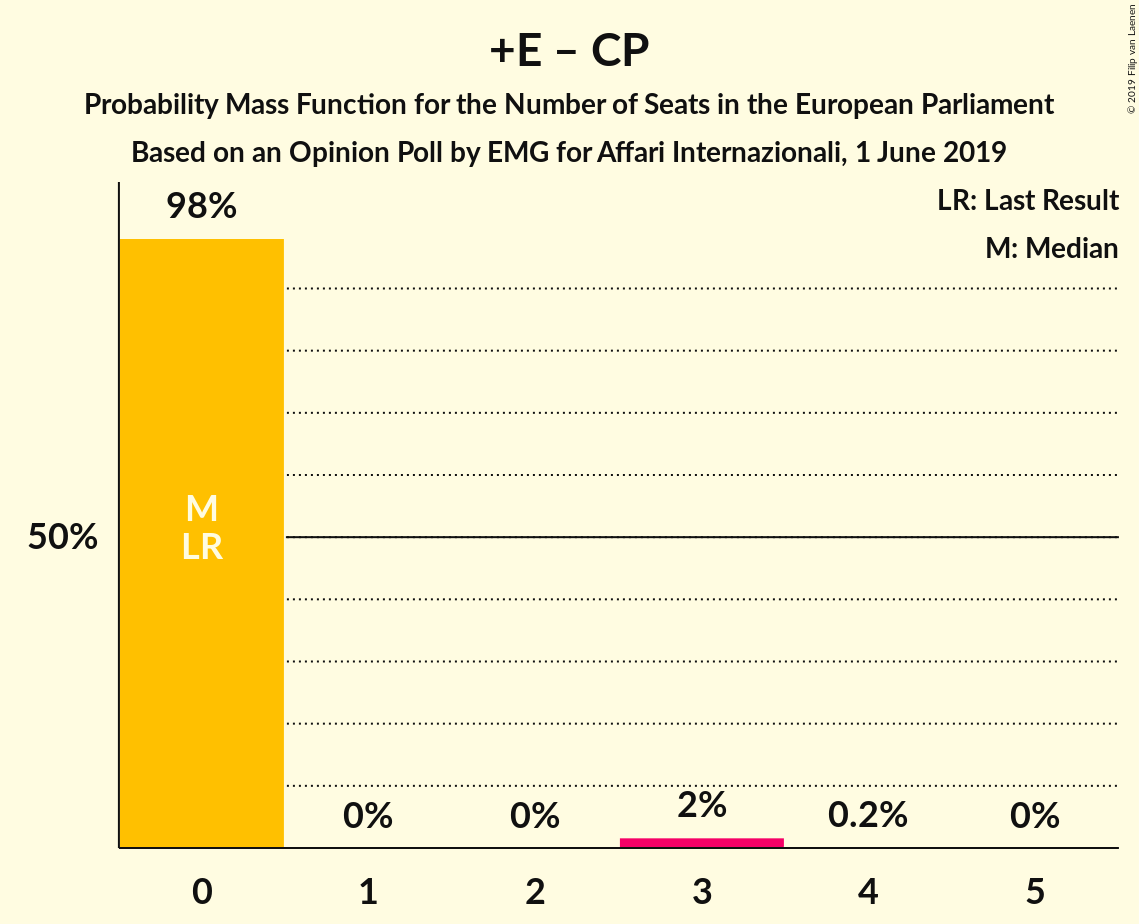 +E – CP
Probability Mass Function for the Number of Seats in the European Parliament
Based on an Opinion Poll by EMG for Affari Internazionali, 1 June 2019
© 2019 Filip van Laenen
LR: Last Result
M: Median
98%
M
LR
50%
0%
0%
2%
0.2%
0%
0
1
2
3
4
5